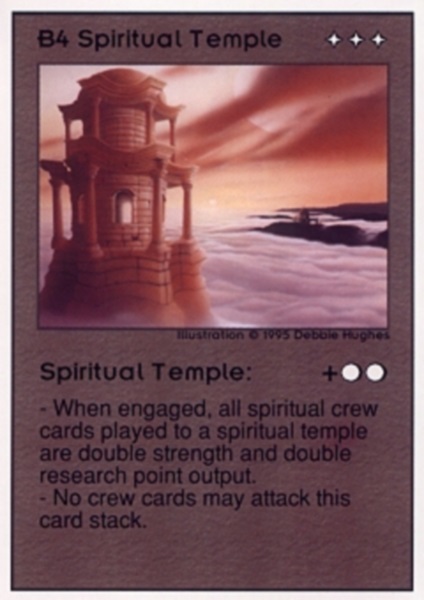 B4 Spiritual Temple
Illustration © 1995 Debbie Hughes
Spiritual Temple: +
- When engaged, all spiritual crew
cards played to a spiritual temple
are double strength and double
research point output.
- No crew cards may attack this
card stack.